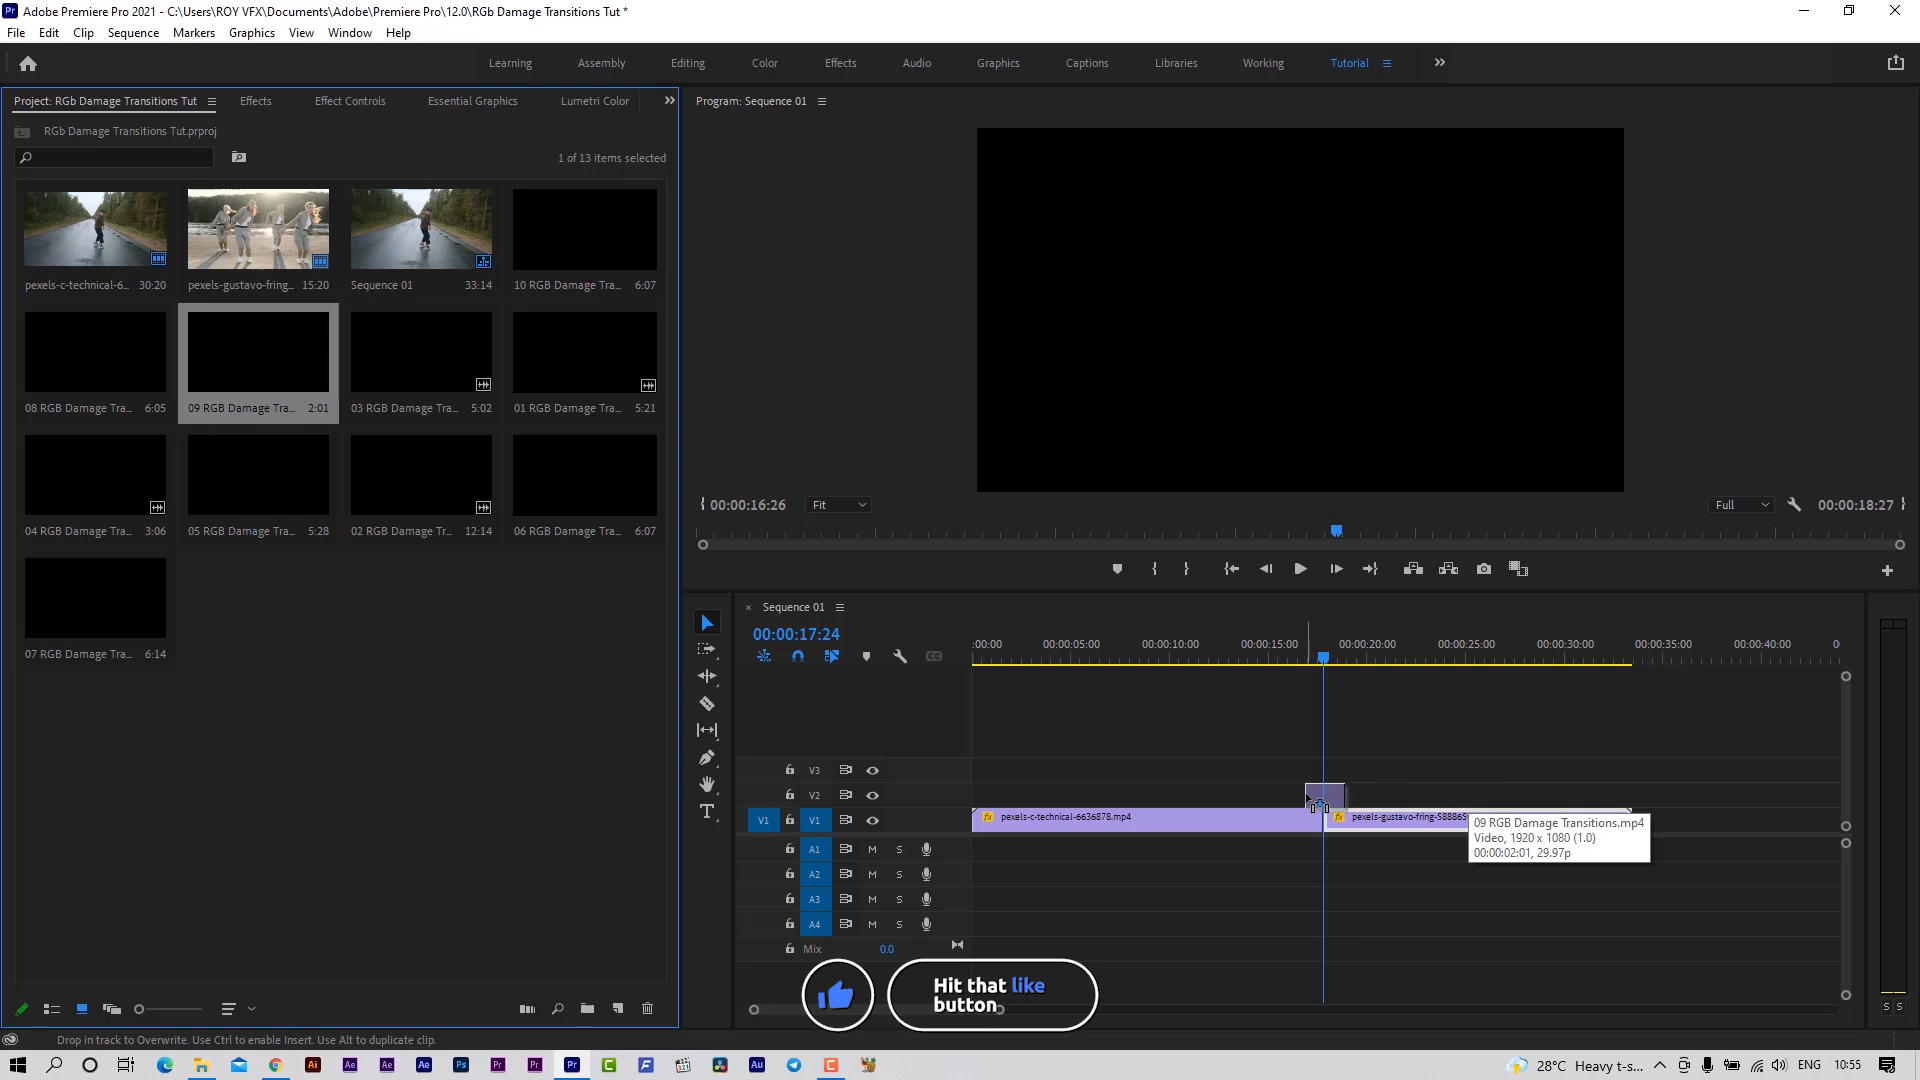 Adobe Premiere Pro 2021 - C:\Users\ROY VFX\Documents\Adobe\Premiere Pro\12.0\RGb Damage Transitions Tut *
File Edit Clip Sequence Markers Graphics View Window Help
Learning Assembly Editing Color Effects Audio Graphics Captions Libraries Working Tutorial
Project: RGb Damage Transitions Tut Effects Effect Controls Essential Graphics Lumetri Color
Program: Sequence 01
RGb Damage Transitions Tut.prproj
1 of 13 items selected
pexels-c-technical-6... 30:20 pexels-gustavo-fring... 15:20 Sequence 01 33:14 10 RGB Damage Tra... 6:07
08 RGB Damage Tra... 6:05 09 RGB Damage Tra... 2:01 03 RGB Damage Tra... 5:02 01 RGB Damage Tra... 5:21
04 RGB Damage Tra... 3:06 05 RGB Damage Tra... 5:28 02 RGB Damage Tr... 12:14 06 RGB Damage Tra... 6:07
07 RGB Damage Tra... 6:14
00:00:16:26 Fit Full 00:00:18:27
Sequence 01
00:00:17:24
:00:00 00:00:05:00 00:00:10:00 00:00:15:00 00:00:20:00 00:00:25:00 00:00:30:00 00:00:35:00 00:00:40:00 0
V3
V2
V1 V1 fx pexels-c-technical-6636878.mp4 fx pexels-gustavo-fring-588865
09 RGB Damage Transitions.mp4
Video, 1920 x 1080 (1.0)
00:00:02:01, 29.97p
A1 M S
A2 M S
A3 M S
A4 M S
Mix 0.0
Hit that like
button
S S
Drop in track to Overwrite. Use Ctrl to enable Insert. Use Alt to duplicate clip.
28°C Heavy t-s... ENG 10:55